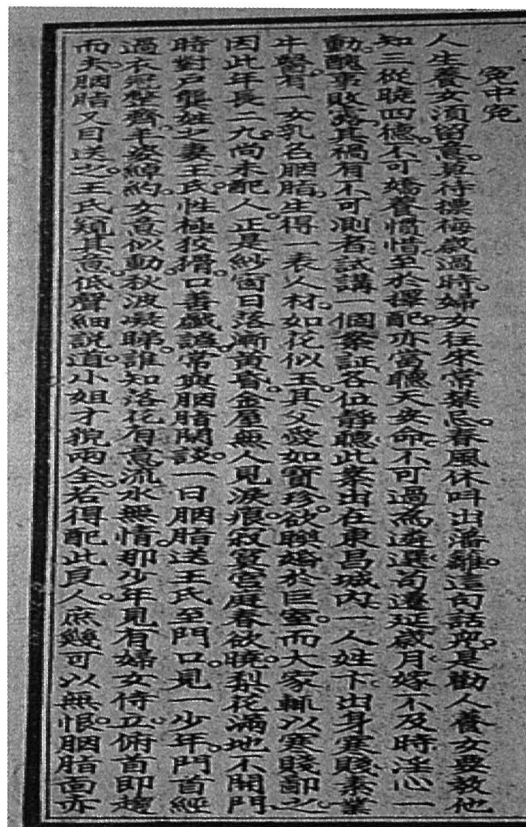 冤中冤
人生養女須留意莫待摽梅歲過時婦女往來常禁忌春風休叫出藩籬這句話兒是勸人養女要教他
知三從曉四德不可嬌養慣惜至於擇配亦當聽天安命不可過為遴選苟遷延歲月嫁不及時淫心一
動醜事敗露其禍有不可測者試講一個案証各位靜聽此案出在東昌城內一人姓卞出身寒賤素業
牛醫有一女乳名胭脂生得一表人材如花似玉其父愛如寶珍欲聯婚於巨室而大家輒以寒賤鄙之
因此年長二九尚未配人正是紗窗日落漸黃昏金屋無人見淚痕寂寞空庭春欲晚梨花滿地不開門
時對戶龔姓之妻王氏性極狡猾口善戲謔常與胭脂閒談一日胭脂送王氏至門口見一少年門首經
過衣冠整齊丰姿綽約女意似動秋波凝睇誰知落花有意流水無情那少年見有婦女侍立俯首即趨
而去胭脂又目送之王氏窺其意低聲細說道小姐才貌兩全若得配此良人庶幾可以無恨胭脂面亦